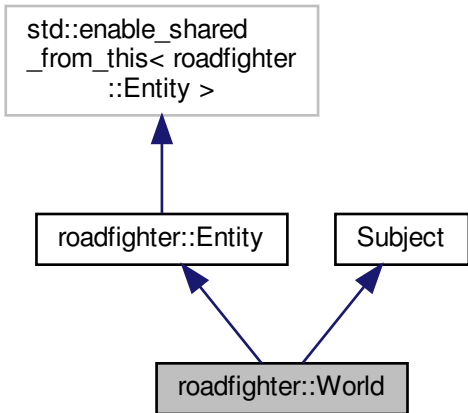 std::enable_shared
_from_this< roadfighter
::Entity >
roadfighter::Entity
Subject
roadfighter::World